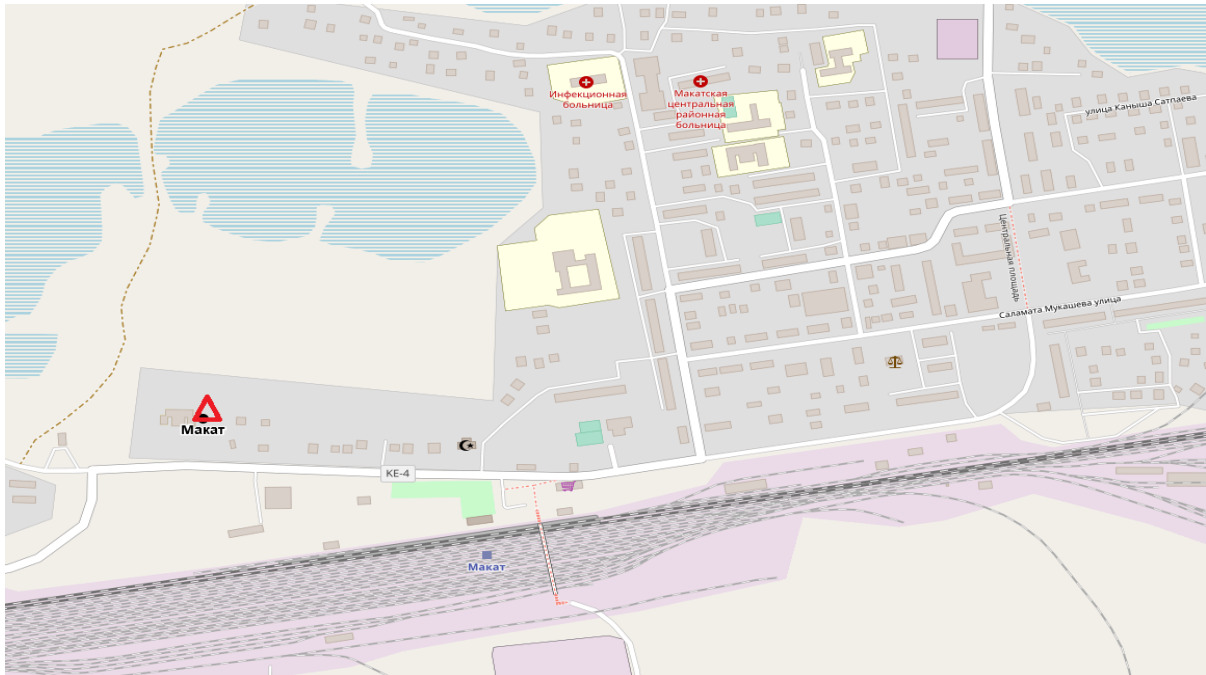 Инфекционная
больница
Макатская
центральная
районная
больница
улица Каныша Сатпаева
Центральная площадь
Саламата Мукашева улица
Макат
KE-4
Макат